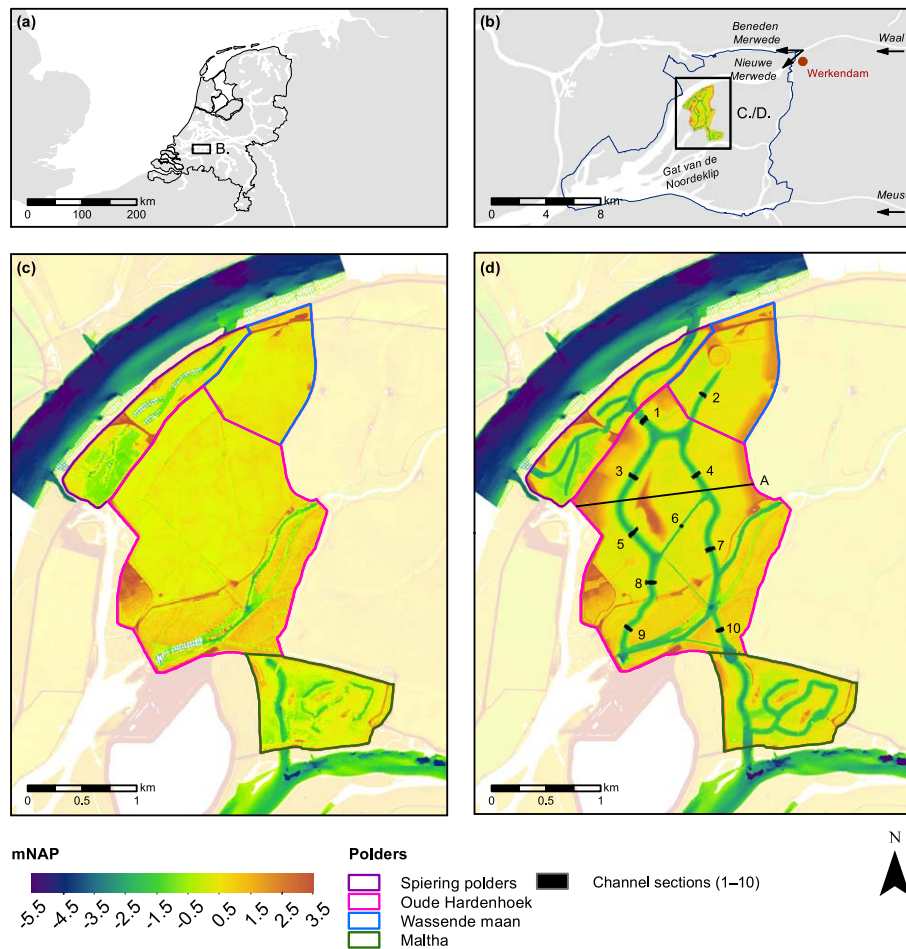 (a)
B.
km
0 100 200
(b)
Beneden
Merwede
Waal
Nieuwe
Merwede
Werkendam
C./D.
Gat van de
Noordeklip
Meuse
km
0 4 8
(c)
km
0 0.5 1
(d)
1
2
3
4
A
5
6
7
8
9
10
km
0 0.5 1
mNAP
-5.5 -4.5 -3.5 -2.5 -1.5 -0.5 0.5 1.5 2.5 3.5
Polders
Spiering polders
Oude Hardenhoek
Wassende maan
Maltha
Channel sections (1–10)
N